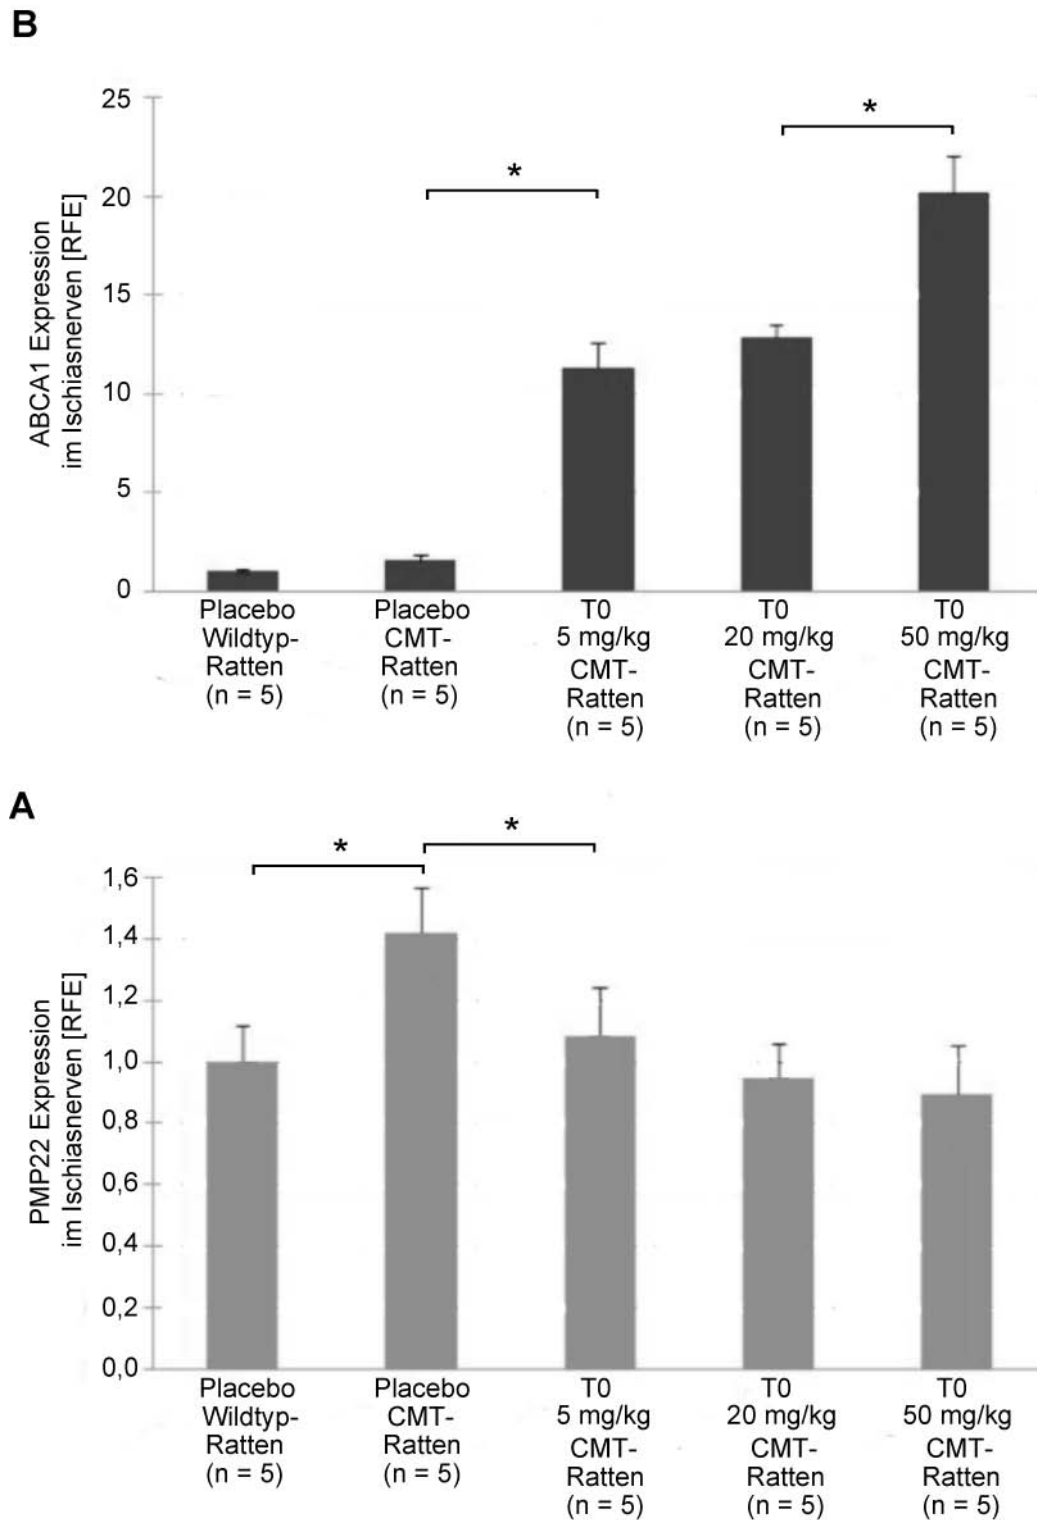 B
25
20
15
10
5
0
ABCA1 Expression
im Ischiasnerven [RFE]
*
*
Placebo
Wildtyp-
Ratten
(n = 5)
Placebo
CMT-
Ratten
(n = 5)
T0
5 mg/kg
CMT-
Ratten
(n = 5)
T0
20 mg/kg
CMT-
Ratten
(n = 5)
T0
50 mg/kg
CMT-
Ratten
(n = 5)
A
1,6
1,4
1,2
1,0
0,8
0,6
0,4
0,2
0,0
PMP22 Expression
im Ischiasnerven [RFE]
*
*
Placebo
Wildtyp-
Ratten
(n = 5)
Placebo
CMT-
Ratten
(n = 5)
T0
5 mg/kg
CMT-
Ratten
(n = 5)
T0
20 mg/kg
CMT-
Ratten
(n = 5)
T0
50 mg/kg
CMT-
Ratten
(n = 5)